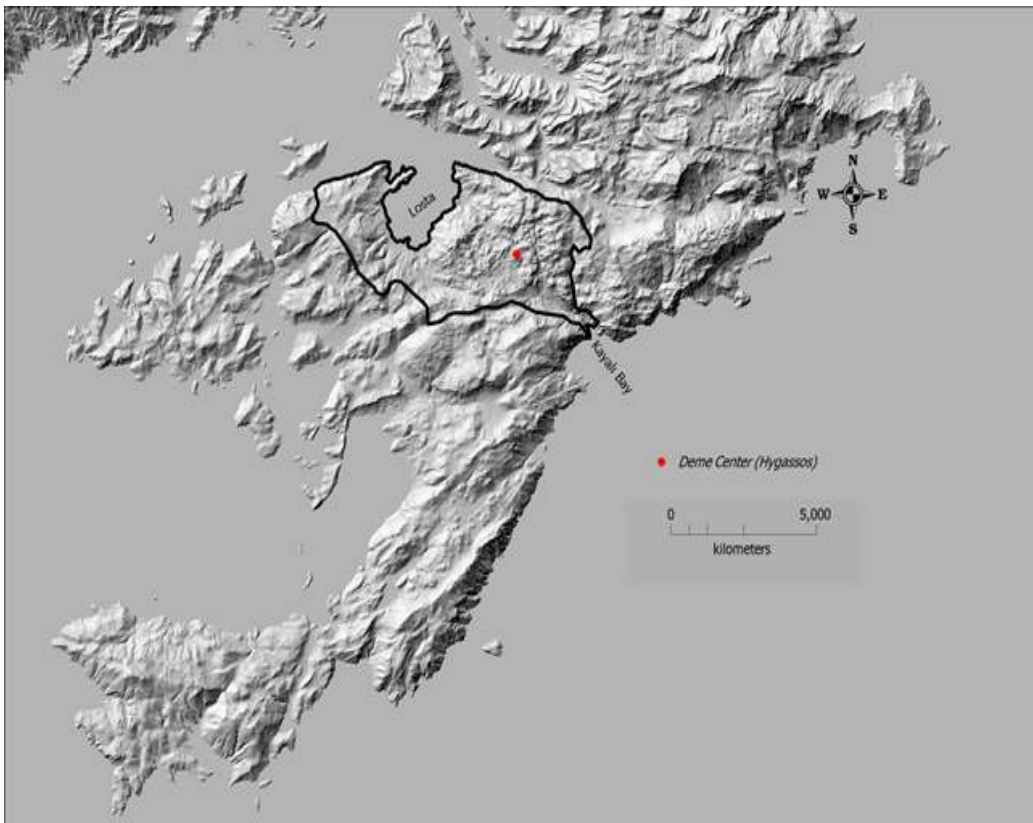 N
W E
S
Losta
Kayalı Bay
Deme Center (Hygassos)
0 5,000
kilometers